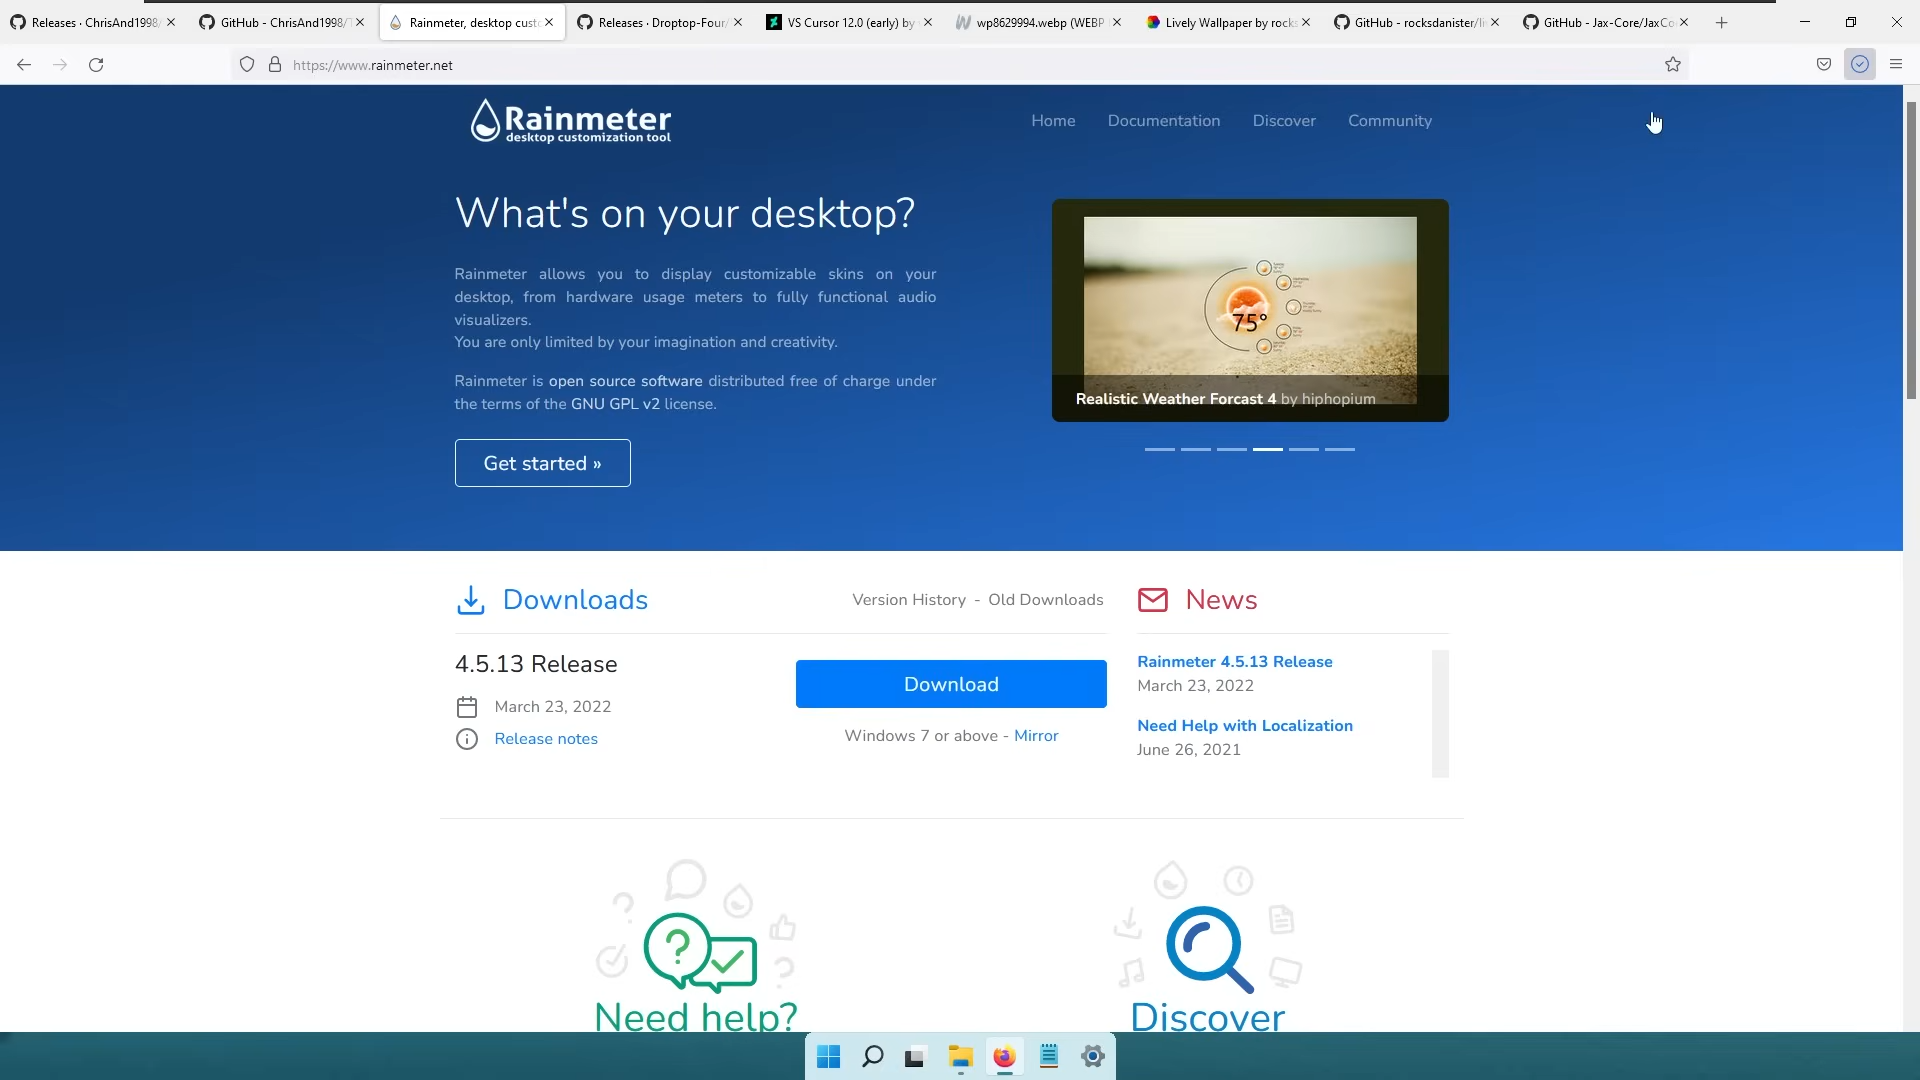 Releases · ChrisAnd1998/
GitHub - ChrisAnd1998/
Rainmeter, desktop cust
Releases · Droptop-Four/
VS Cursor 12.0 (early) by
wp8629994.webp (WEBP
Lively Wallpaper by rocks
GitHub - rocksdanister/li
GitHub - Jax-Core/JaxCo
https://www.rainmeter.net
Rainmeter
desktop customization tool
Home
Documentation
Discover
Community
What's on your desktop?
Rainmeter allows you to display customizable skins on your
desktop, from hardware usage meters to fully functional audio
visualizers.
You are only limited by your imagination and creativity.
Rainmeter is open source software distributed free of charge under
the terms of the GNU GPL v2 license.
Get started »
75°
Realistic Weather Forcast 4 by hiphopium
Downloads
Version History - Old Downloads
4.5.13 Release
March 23, 2022
Release notes
Download
Windows 7 or above - Mirror
News
Rainmeter 4.5.13 Release
March 23, 2022
Need Help with Localization
June 26, 2021
Need help?
Discover